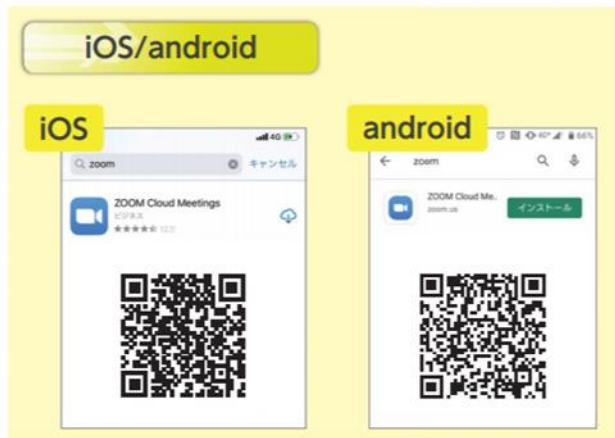 iOS/android
iOS
4G
zoom
キャンセル
ZOOM Cloud Meetings
ビジネス
android
66%
zoom
ZOOM Cloud Me..
zoom.us
インストール